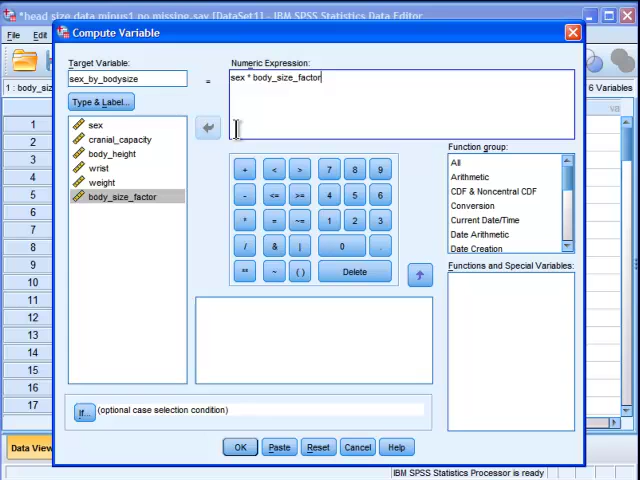 *head size data minus1 no missing.sav [DataSet1] - IBM SPSS Statistics Data Editor
File Edit
Compute Variable
Target Variable:
sex_by_bodysize
=
Numeric Expression:
sex * body_size_factor
Type & Label...
sex
cranial_capacity
body_height
wrist
weight
body_size_factor
+ < > 7 8 9
- <= >= 4 5 6
* = ~= 1 2 3
/ & | 0 .
** ~ ( ) Delete
Function group:
All
Arithmetic
CDF & Noncentral CDF
Conversion
Current Date/Time
Date Arithmetic
Date Creation
Functions and Special Variables:
If...
(optional case selection condition)
OK Paste Reset Cancel Help
1 : body_siz
6 Variables
va
1
2
3
4
5
6
7
8
9
10
11
12
13
14
15
16
17
Data View
IBM SPSS Statistics Processor is ready